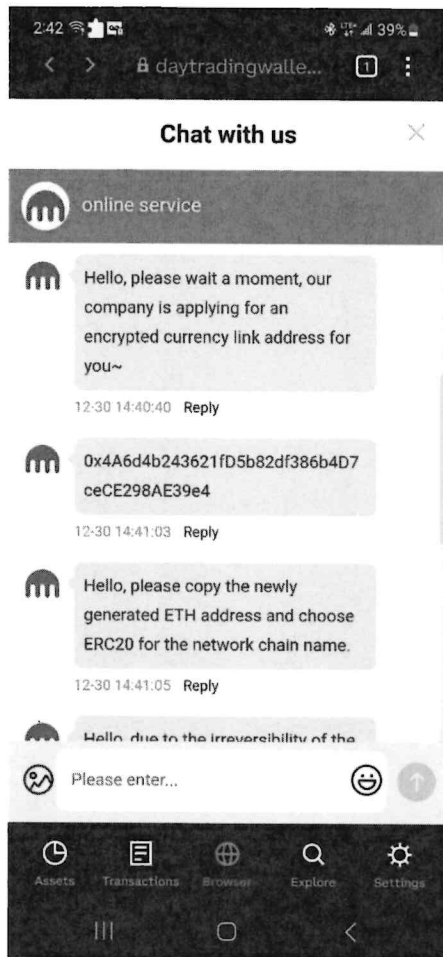 2:42 LTE+ 39%
daytradingwalle... 1
Chat with us
online service
Hello, please wait a moment, our
company is applying for an
encrypted currency link address for
you~
12-30 14:40:40 Reply
0x4A6d4b243621fD5b82df386b4D7
ceCE298AE39e4
12-30 14:41:03 Reply
Hello, please copy the newly
generated ETH address and choose
ERC20 for the network chain name.
12-30 14:41:05 Reply
Hello, due to the irreversibility of the
Please enter...
Assets Transactions Browser Explore Settings